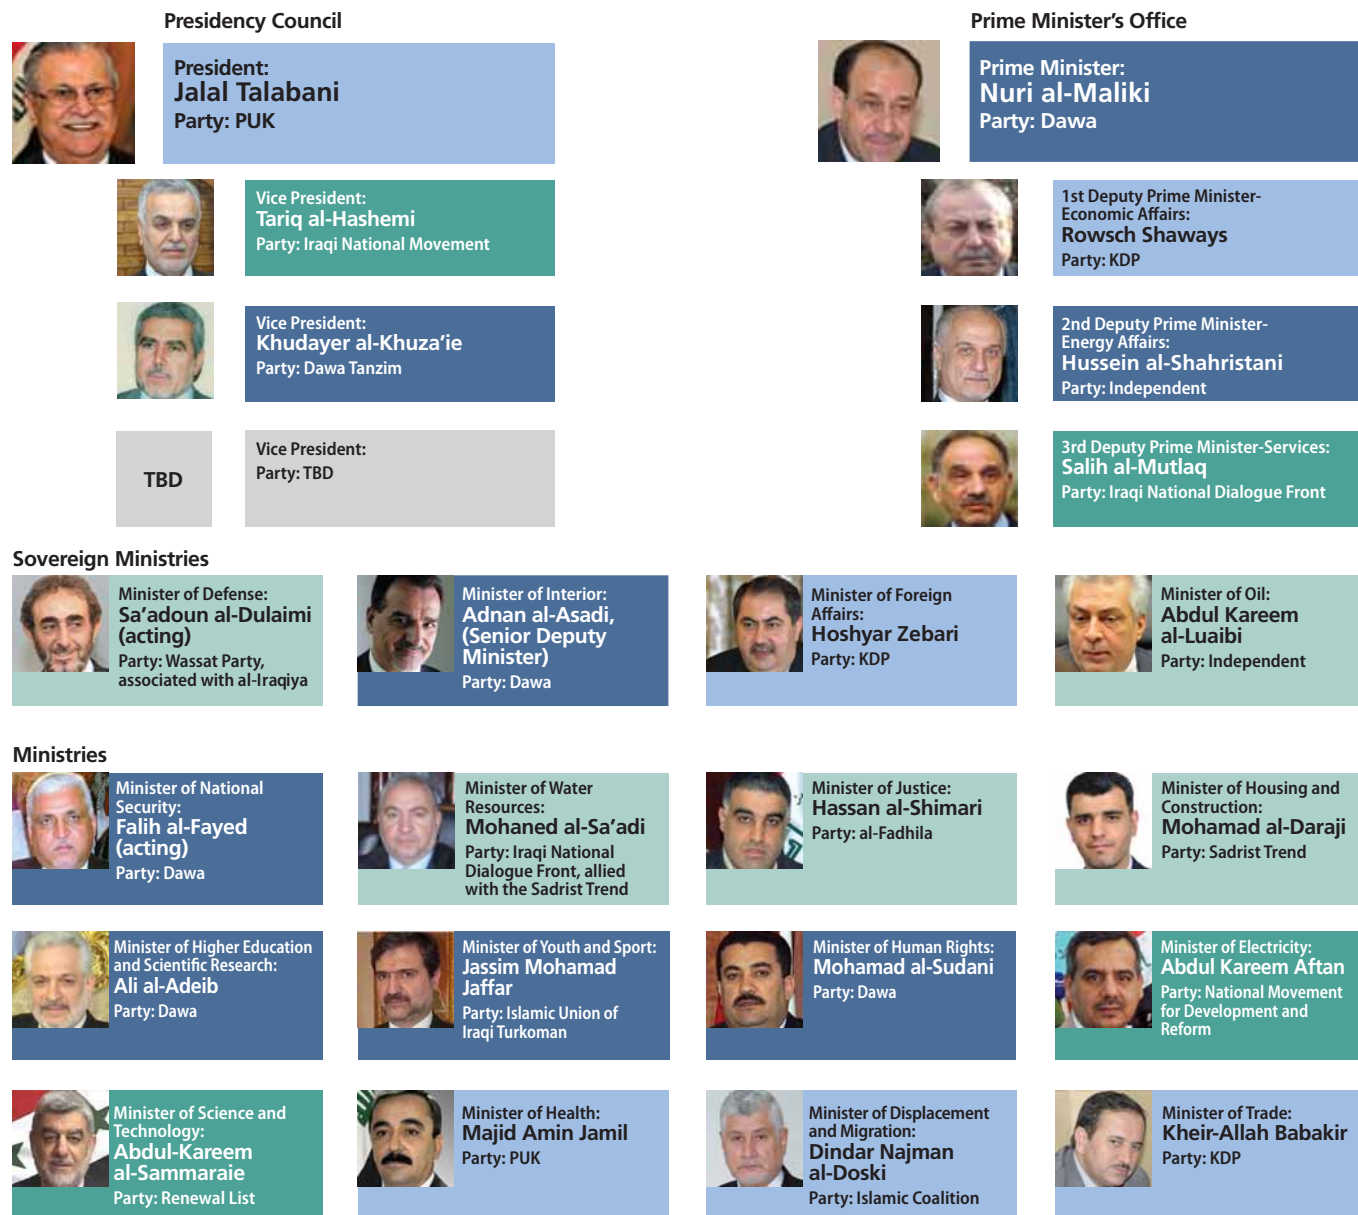 Presidency Council
President:
Jalal Talabani
Party: PUK
Vice President:
Tariq al-Hashemi
Party: Iraqi National Movement
Vice President:
Khudayer al-Khuza’ie
Party: Dawa Tanzim
TBD
Vice President:
Party: TBD
Prime Minister’s Office
Prime Minister:
Nuri al-Maliki
Party: Dawa
1st Deputy Prime Minister-
Economic Affairs:
Rowsch Shaways
Party: KDP
2nd Deputy Prime Minister-
Energy Affairs:
Hussein al-Shahristani
Party: Independent
3rd Deputy Prime Minister-Services:
Salih al-Mutlaq
Party: Iraqi National Dialogue Front
Sovereign Ministries
Minister of Defense:
Sa’adoun al-Dulaimi
(acting)
Party: Wassat Party,
associated with al-Iraqiya
Minister of Interior:
Adnan al-Asadi,
(Senior Deputy
Minister)
Party: Dawa
Minister of Foreign
Affairs:
Hoshyar Zebari
Party: KDP
Minister of Oil:
Abdul Kareem
al-Luaibi
Party: Independent
Ministries
Minister of National
Security:
Falih al-Fayed
(acting)
Party: Dawa
Minister of Water
Resources:
Mohaned al-Sa’adi
Party: Iraqi National
Dialogue Front, allied
with the Sadrist Trend
Minister of Justice:
Hassan al-Shimari
Party: al-Fadhila
Minister of Housing and
Construction:
Mohamad al-Daraji
Party: Sadrist Trend
Minister of Higher Education
and Scientific Research:
Ali al-Adeib
Party: Dawa
Minister of Youth and Sport:
Jassim Mohamad
Jaffar
Party: Islamic Union of
Iraqi Turkoman
Minister of Human Rights:
Mohamad al-Sudani
Party: Dawa
Minister of Electricity:
Abdul Kareem Aftan
Party: National Movement
for Development and
Reform
Minister of Science and
Technology:
Abdul-Kareem
al-Sammaraie
Party: Renewal List
Minister of Health:
Majid Amin Jamil
Party: PUK
Minister of Displacement
and Migration:
Dindar Najman
al-Doski
Party: Islamic Coalition
Minister of Trade:
Kheir-Allah Babakir
Party: KDP